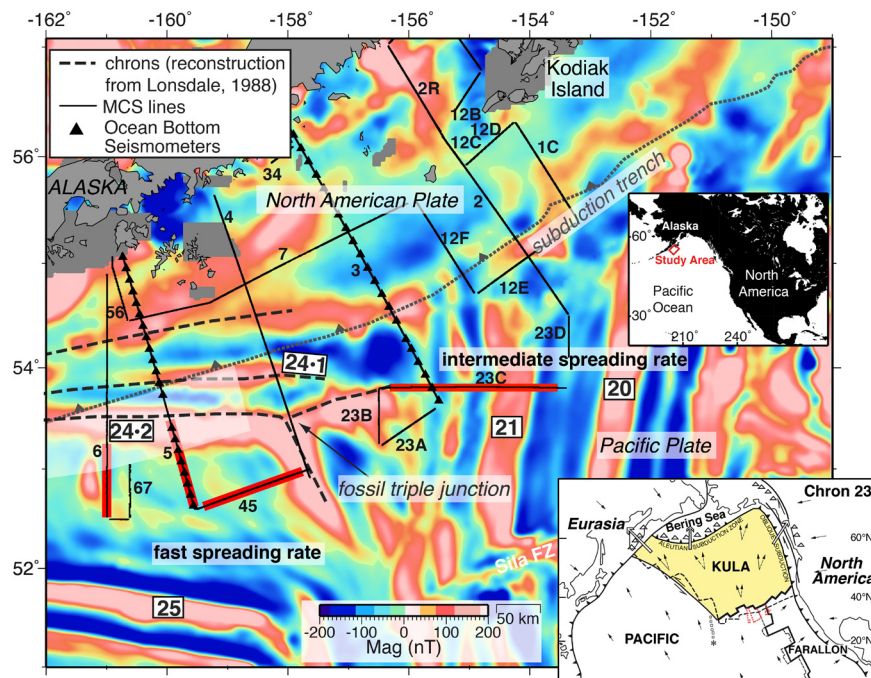 -162
-160
-158
-156
-154
-152
-150
chrons (reconstruction
from Lonsdale, 1988)
MCS lines
Ocean Bottom
Seismometers
Kodiak
Island
2R
12B
12D
12C
1C
56°
ALASKA
34
4
North American Plate
2
subduction trench
7
12F
3
12E
56
Alaska
60°
Study Area
North
America
Pacific
Ocean
30°
210°
240°
54°
23D
intermediate spreading rate
24·1
23C
20
23B
24·2
21
23A
Pacific Plate
6
5
67
45
fossil triple junction
52°
fast spreading rate
Sila FZ
25
50 km
-200
-100
0
100
200
Mag (nT)
Chron 23
Eurasia
Bering Sea
ALEUTIAN SUBDUCTION ZONE
60°N
KULA
North
America
40°N
PACIFIC
20°N
FARALLON